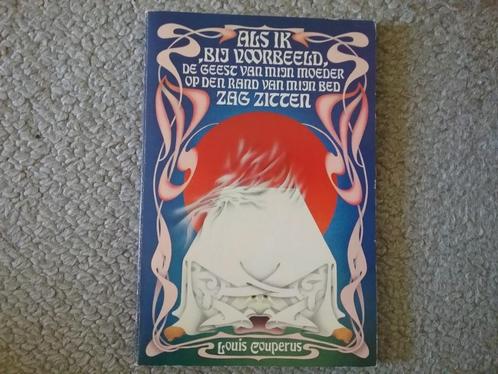 ALS IK
,BIJ VOORBEELD,
DE GEEST VAN MIJN MOEDER
OP DEN RAND VAN MIJN BED
ZAG ZITTEN
Louis Couperus